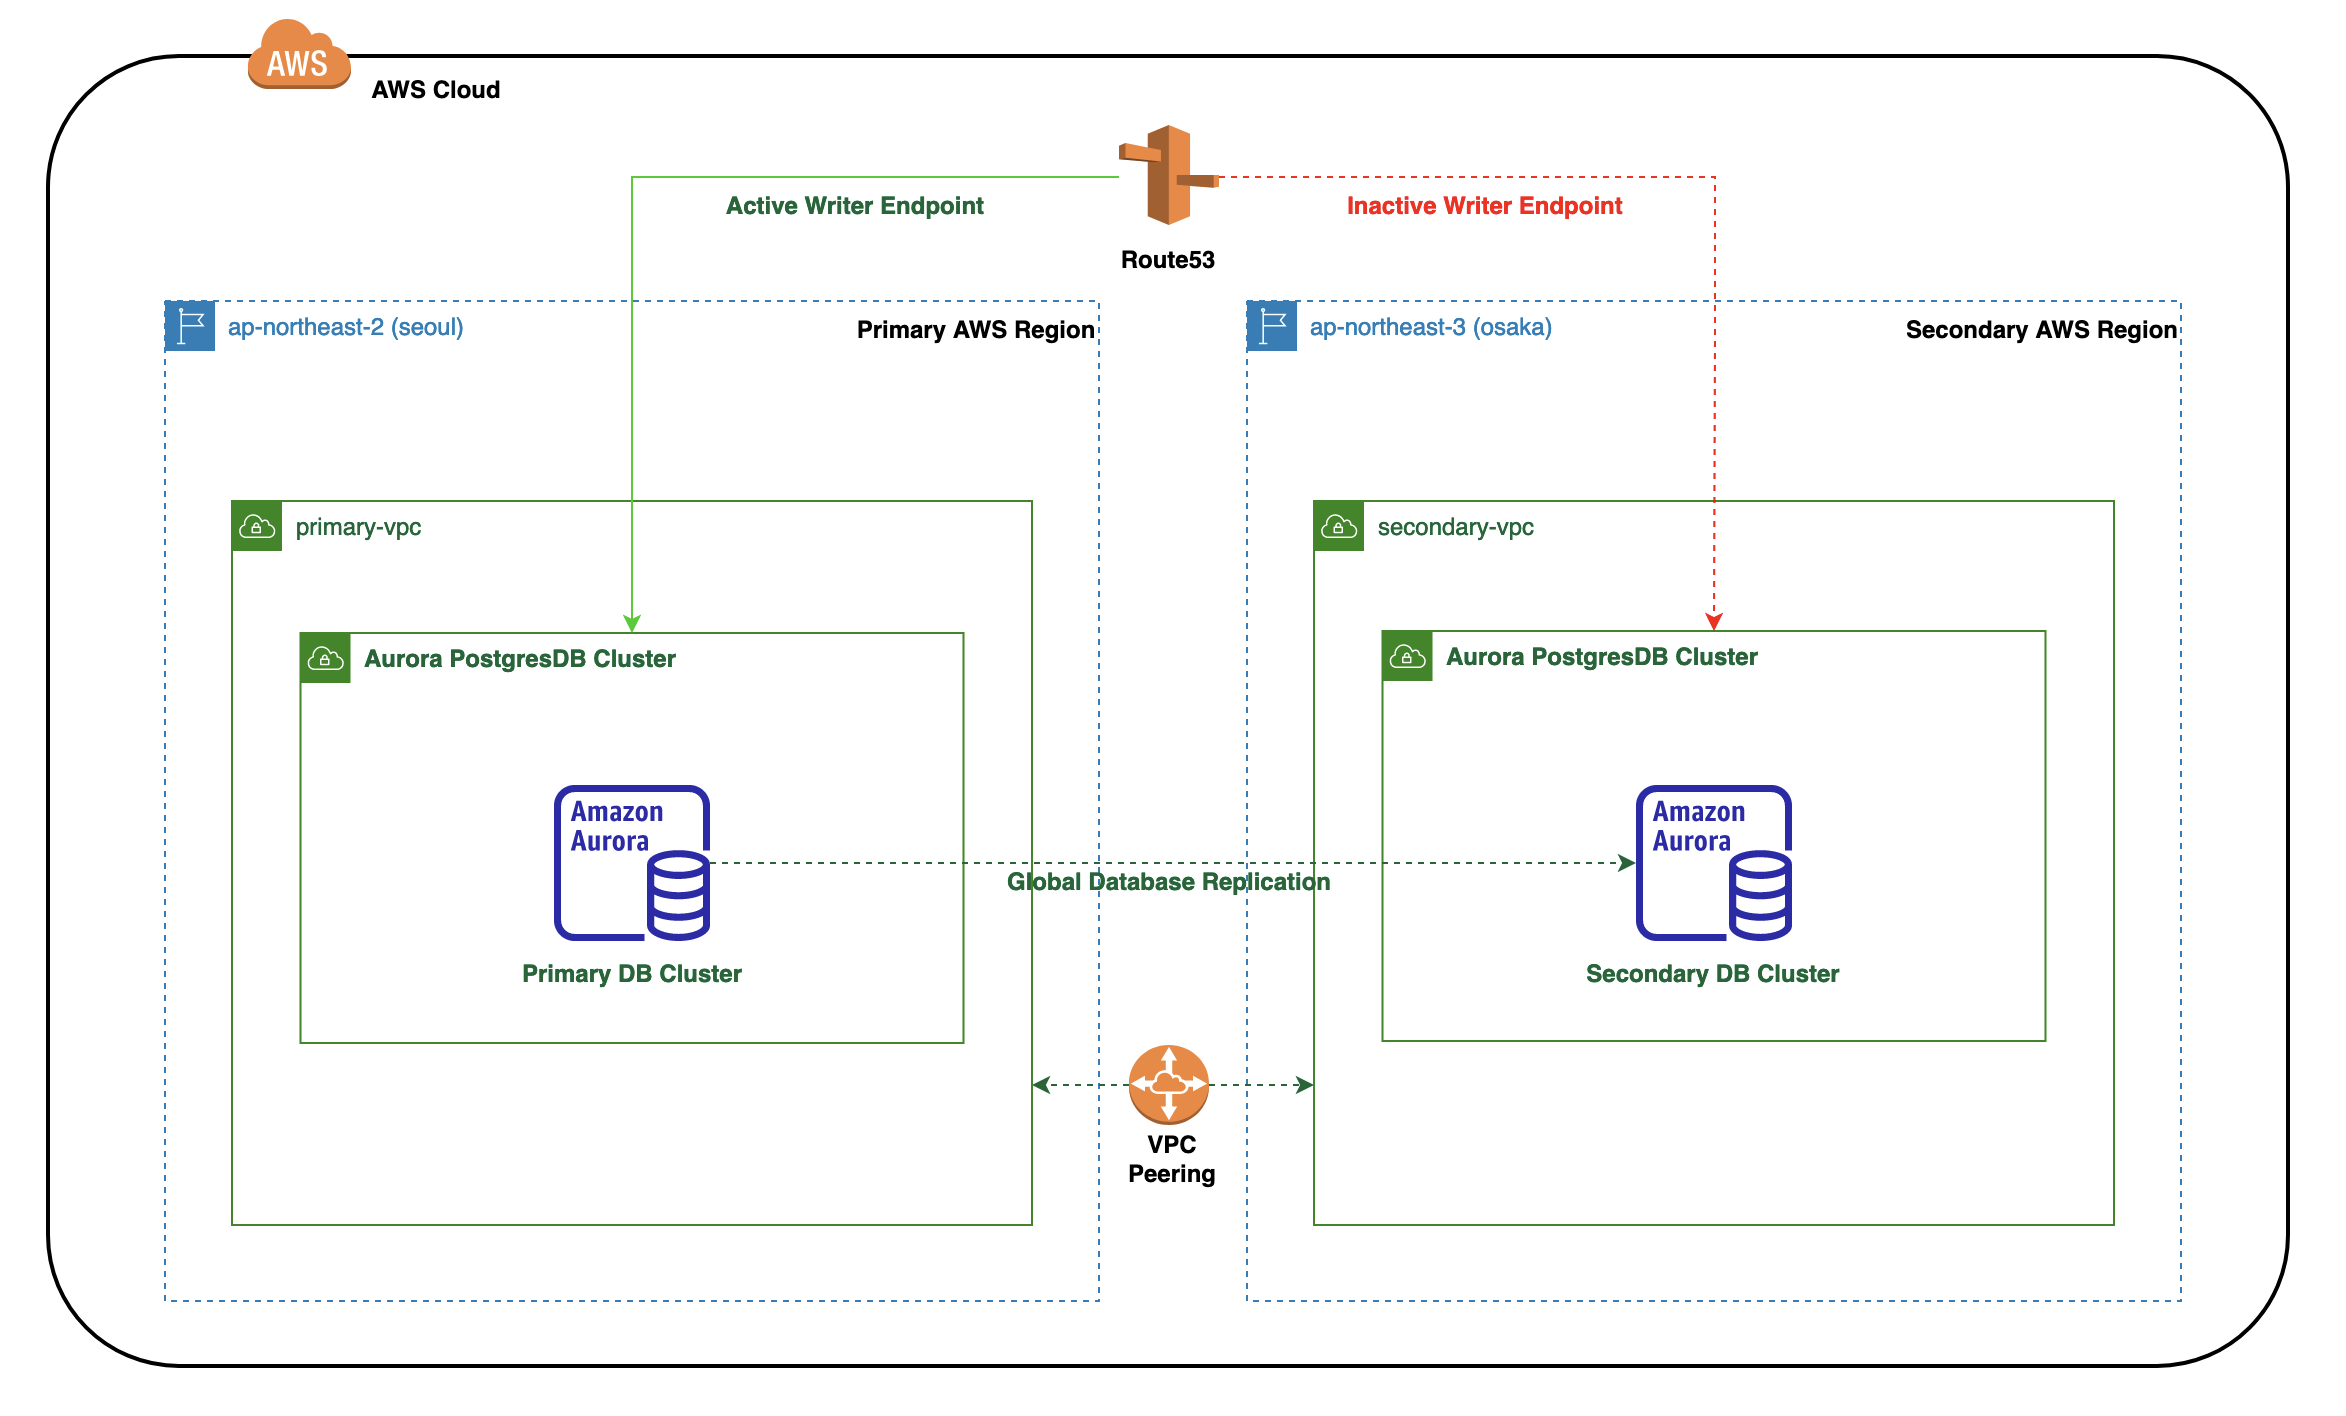 AWS
AWS Cloud
Active Writer Endpoint
Inactive Writer Endpoint
Route53
ap-northeast-2 (seoul)
Primary AWS Region
ap-northeast-3 (osaka)
Secondary AWS Region
primary-vpc
secondary-vpc
Aurora PostgresDB Cluster
Aurora PostgresDB Cluster
Amazon
Aurora
Amazon
Aurora
Global Database Replication
Primary DB Cluster
Secondary DB Cluster
VPC
Peering